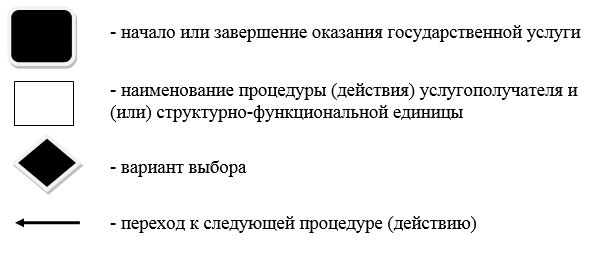 - начало или завершение оказания государственной услуги
- наименование процедуры (действия) услугополучателя и
(или) структурно-функциональной единицы
- вариант выбора
- переход к следующей процедуре (действию)